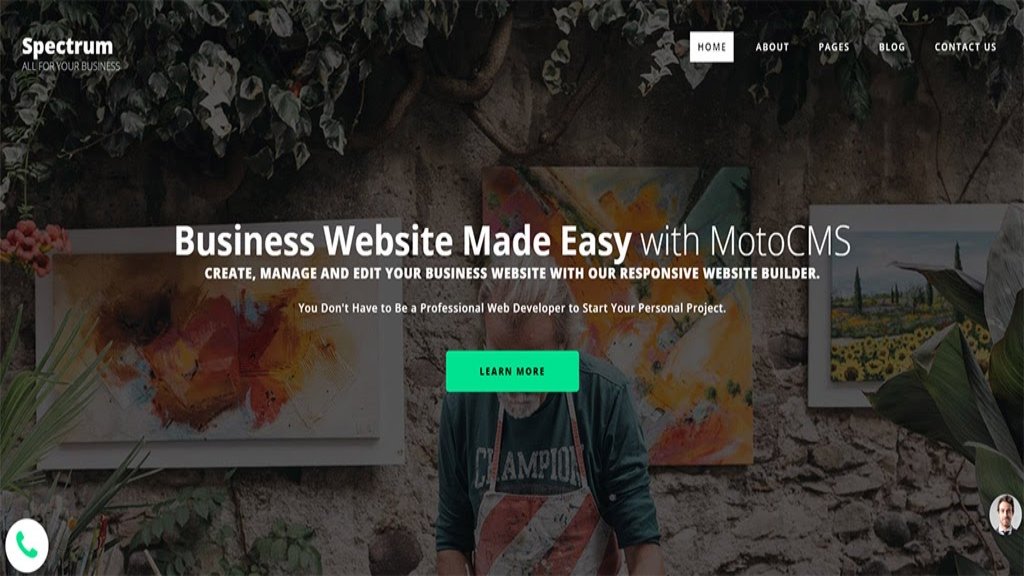 Spectrum
ALL FOR YOUR BUSINESS
HOME
ABOUT
PAGES
BLOG
CONTACT US
Business Website Made Easy with MotoCMS
CREATE, MANAGE AND EDIT YOUR BUSINESS WEBSITE WITH OUR RESPONSIVE WEBSITE BUILDER.
You Don't Have to Be a Professional Web Developer to Start Your Personal Project.
LEARN MORE
CHAMPION